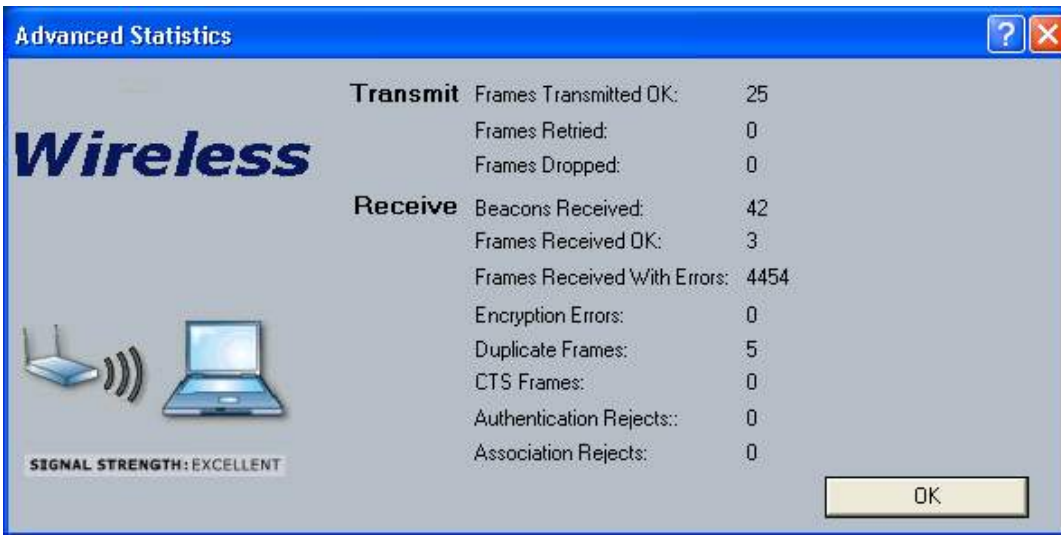 Advanced Statistics
Wireless
Transmit Frames Transmitted OK: 25
Frames Retried: 0
Frames Dropped: 0
Receive Beacons Received: 42
Frames Received OK: 3
Frames Received With Errors: 4454
Encryption Errors: 0
Duplicate Frames: 5
CTS Frames: 0
Authentication Rejects:: 0
Association Rejects: 0
SIGNAL STRENGTH: EXCELLENT
OK